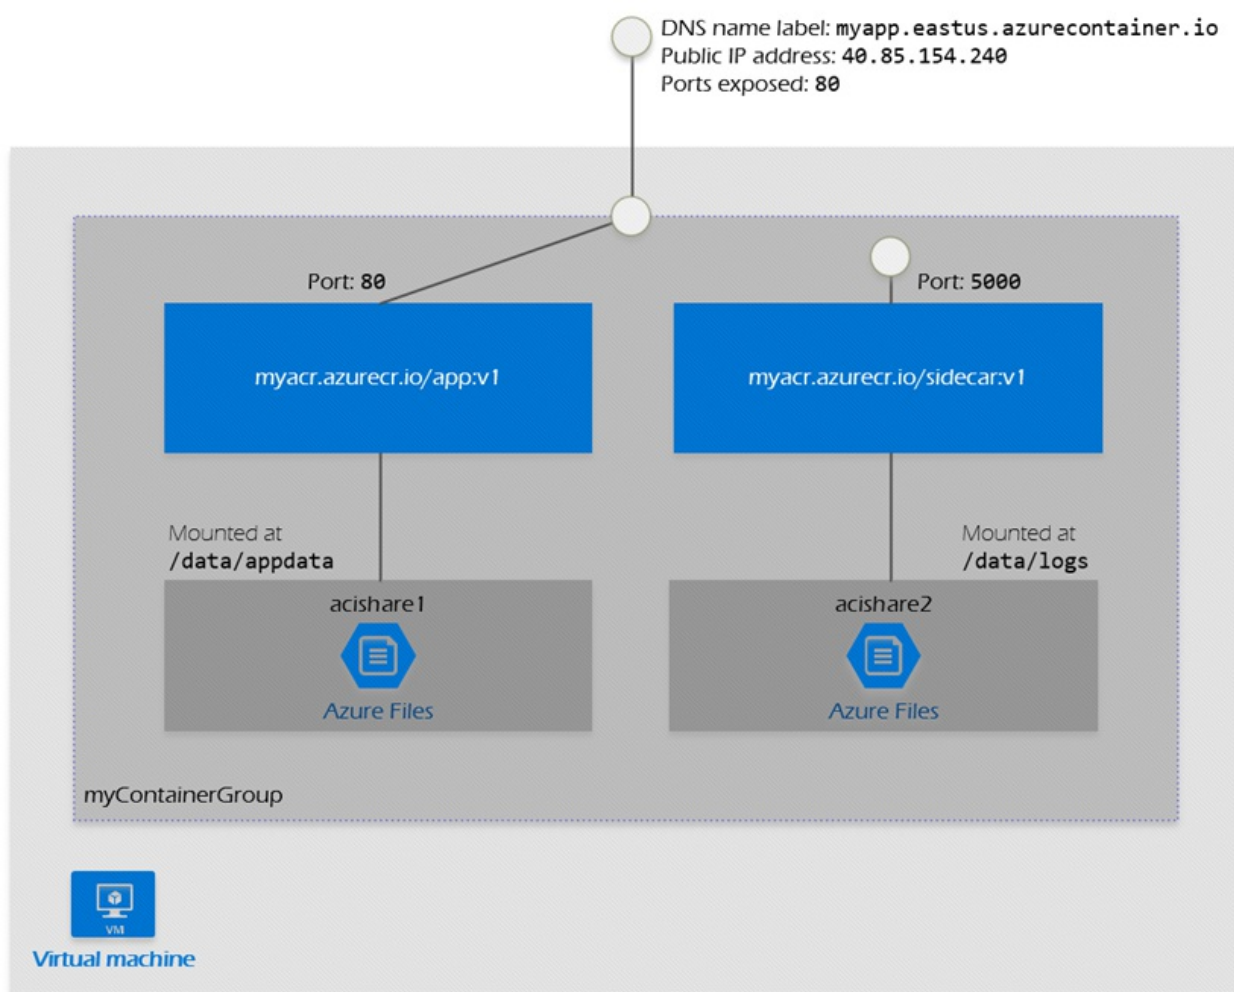 DNS name label: myapp.eastus.azurecontainer.io
Public IP address: 40.85.154.240
Ports exposed: 80
Port: 80
Port: 5000
myacr.azurecr.io/app:v1
myacr.azurecr.io/sidecar:v1
Mounted at
/data/appdata
Mounted at
/data/logs
acishare1
Azure Files
acishare2
Azure Files
myContainerGroup
VM
Virtual machine